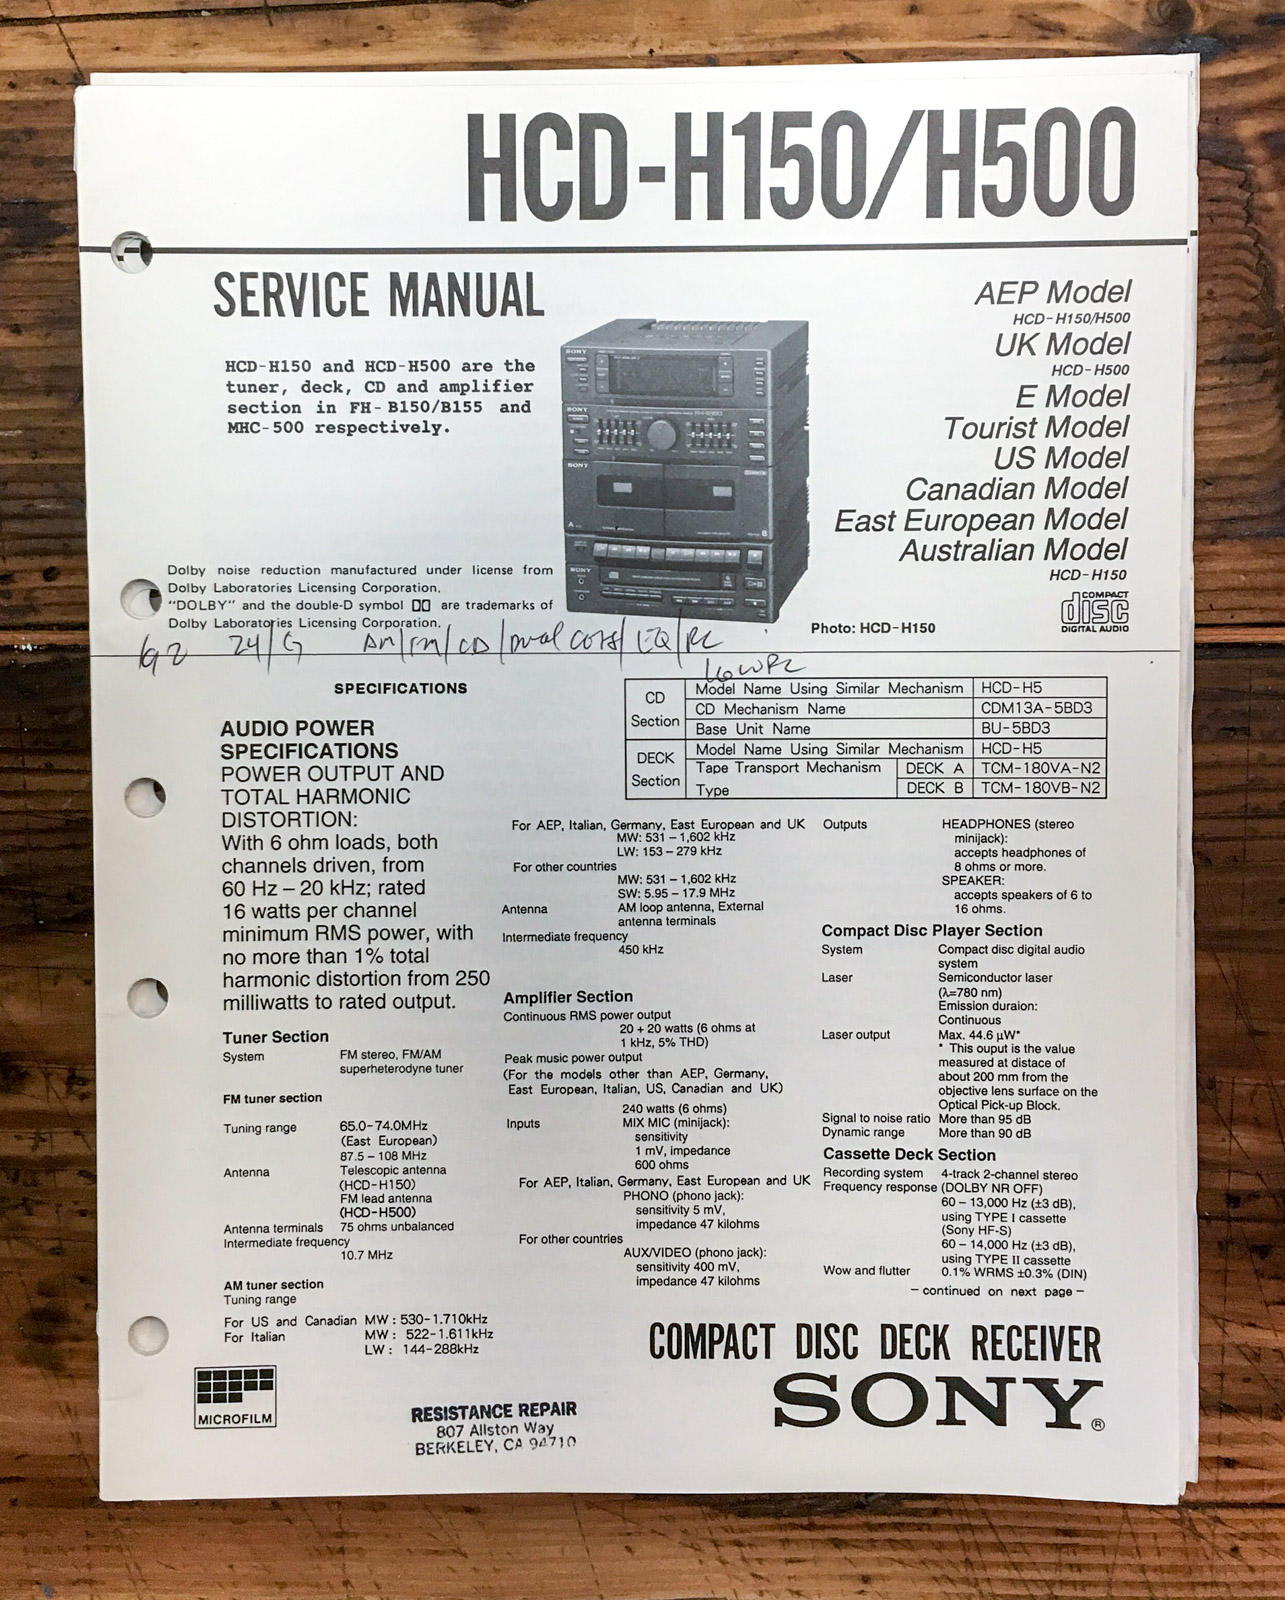 HCD-H150/H500
SERVICE MANUAL
HCD-H150 and HCD-H500 are the
tuner, deck, CD and amplifier
section in FH-B150/B155 and
MHC-500 respectively.
AEP Model
HCD-H150/H500
UK Model
HCD-H500
E Model
Tourist Model
US Model
Canadian Model
East European Model
Australian Model
HCD-H150
COMPACT
disc
DIGITAL AUDIO
SONY
SONY
SONY
A
B
SONY
Photo: HCD-H150
Dolby noise reduction manufactured under license from
Dolby Laboratories Licensing Corporation.
"DOLBY" and the double-D symbol are trademarks of
Dolby Laboratories Licensing Corporation.
24/G AM/FM/CD/Dual CASS/EQ/RC
16WPC
SPECIFICATIONS
AUDIO POWER
SPECIFICATIONS
POWER OUTPUT AND
TOTAL HARMONIC
DISTORTION:
With 6 ohm loads, both
channels driven, from
60 Hz – 20 kHz; rated
16 watts per channel
minimum RMS power, with
no more than 1% total
harmonic distortion from 250
milliwatts to rated output.
Tuner Section
System FM stereo, FM/AM
superheterodyne tuner
FM tuner section
Tuning range 65.0-74.0MHz
(East European)
87.5 – 108 MHz
Antenna Telescopic antenna
(HCD-H150)
FM lead antenna
(HCD-H500)
Antenna terminals 75 ohms unbalanced
Intermediate frequency
10.7 MHz
AM tuner section
Tuning range
For US and Canadian MW : 530-1.710kHz
For Italian MW : 522-1.611kHz
LW : 144-288kHz
CD Section
Model Name Using Similar Mechanism HCD-H5
CD Mechanism Name CDM13A-5BD3
Base Unit Name BU-5BD3
DECK Section
Model Name Using Similar Mechanism HCD-H5
Tape Transport Mechanism Type
DECK A TCM-180VA-N2
DECK B TCM-180VB-N2
For AEP, Italian, Germany, East European and UK
MW: 531 – 1,602 kHz
LW: 153 – 279 kHz
For other countries
MW: 531 – 1,602 kHz
SW: 5.95 – 17.9 MHz
Antenna AM loop antenna, External
antenna terminals
Intermediate frequency
450 kHz
Amplifier Section
Continuous RMS power output
20 + 20 watts (6 ohms at
1 kHz, 5% THD)
Peak music power output
(For the models other than AEP, Germany,
East European, Italian, US, Canadian and UK)
240 watts (6 ohms)
Inputs MIX MIC (minijack):
sensitivity
1 mV, impedance
600 ohms
For AEP, Italian, Germany, East European and UK
PHONO (phono jack):
sensitivity 5 mV,
impedance 47 kilohms
For other countries
AUX/VIDEO (phono jack):
sensitivity 400 mV,
impedance 47 kilohms
Outputs HEADPHONES (stereo
minijack):
accepts headphones of
8 ohms or more.
SPEAKER:
accepts speakers of 6 to
16 ohms.
Compact Disc Player Section
System Compact disc digital audio
system
Laser Semiconductor laser
(λ=780 nm)
Emission duraion:
Continuous
Laser output Max. 44.6 µW*
* This ouput is the value
measured at distace of
about 200 mm from the
objective lens surface on the
Optical Pick-up Block.
Signal to noise ratio More than 95 dB
Dynamic range More than 90 dB
Cassette Deck Section
Recording system 4-track 2-channel stereo
Frequency response (DOLBY NR OFF)
60 – 13,000 Hz (±3 dB),
using TYPE I cassette
(Sony HF-S)
60 – 14,000 Hz (±3 dB),
using TYPE II cassette
Wow and flutter 0.1% WRMS ±0.3% (DIN)
– continued on next page –
COMPACT DISC DECK RECEIVER
SONY®
MICROFILM
RESISTANCE REPAIR
807 Allston Way
BERKELEY, CA 94710